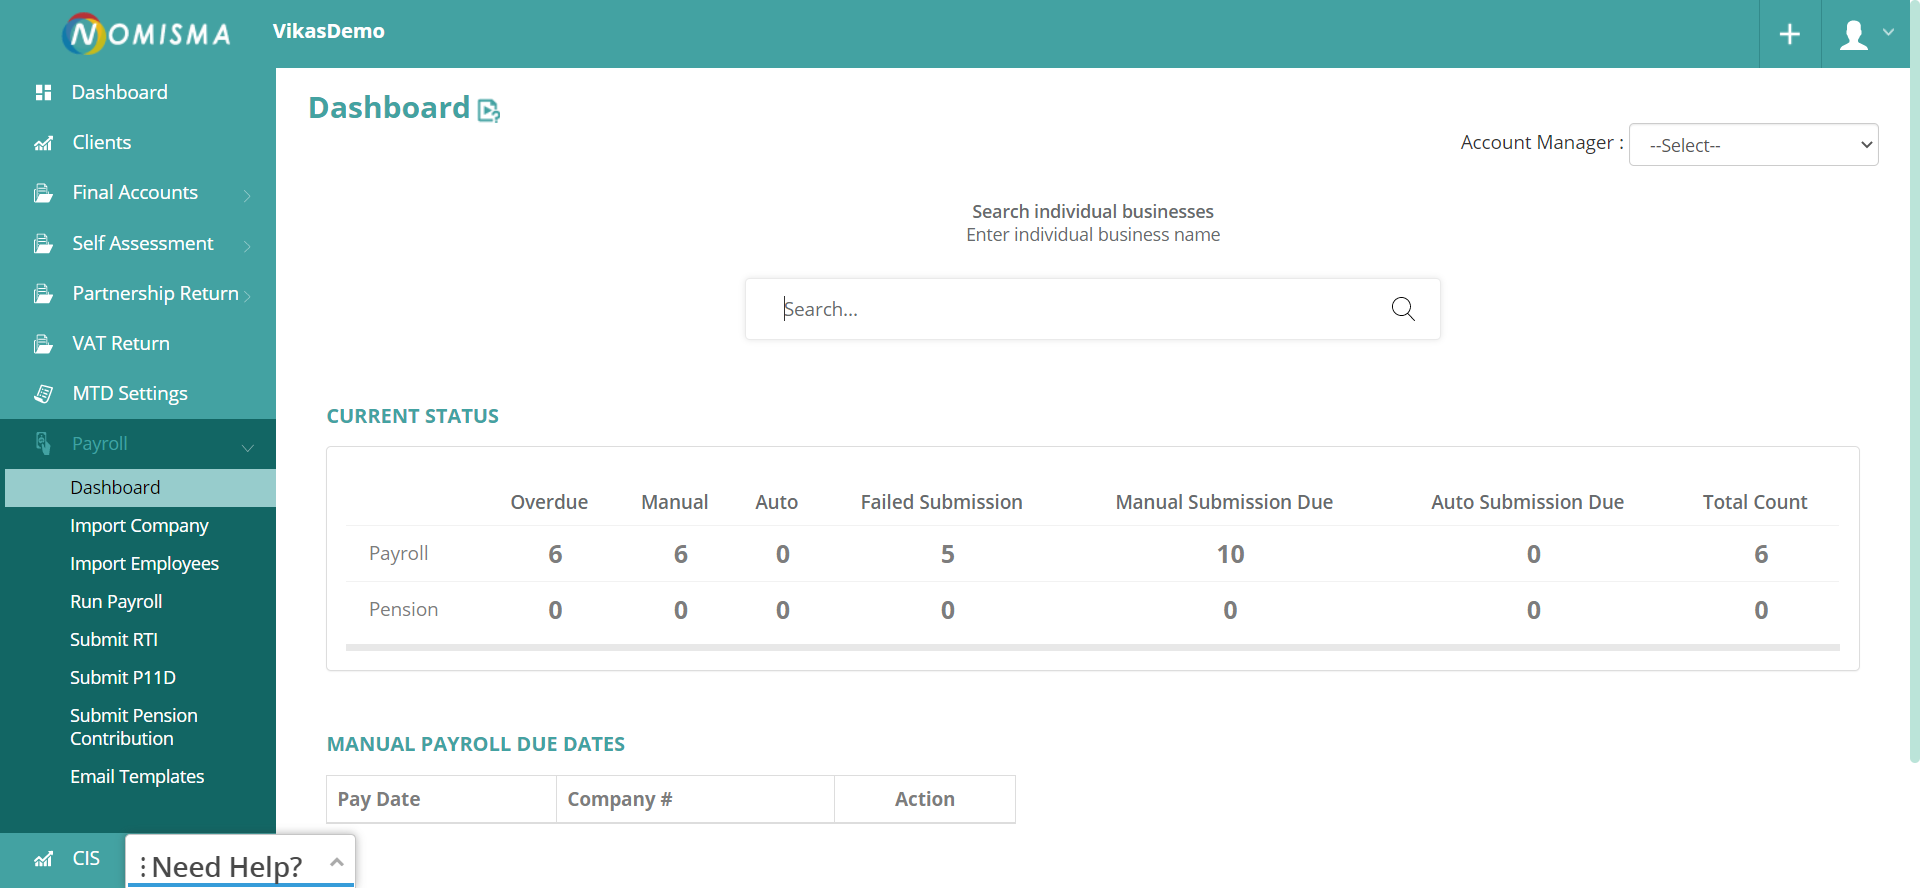 NOMISMA
VikasDemo
Dashboard
Clients
Final Accounts
Self Assessment
Partnership Return
VAT Return
MTD Settings
Payroll
Dashboard
Import Company
Import Employees
Run Payroll
Submit RTI
Submit P11D
Submit Pension
Contribution
Email Templates
CIS
Need Help?
Dashboard
Account Manager :
--Select--
Search individual businesses
Enter individual business name
Search...
CURRENT STATUS
Overdue Manual Auto Failed Submission Manual Submission Due Auto Submission Due Total Count
Payroll 6 6 0 5 10 0 6
Pension 0 0 0 0 0 0 0
MANUAL PAYROLL DUE DATES
Pay Date Company # Action